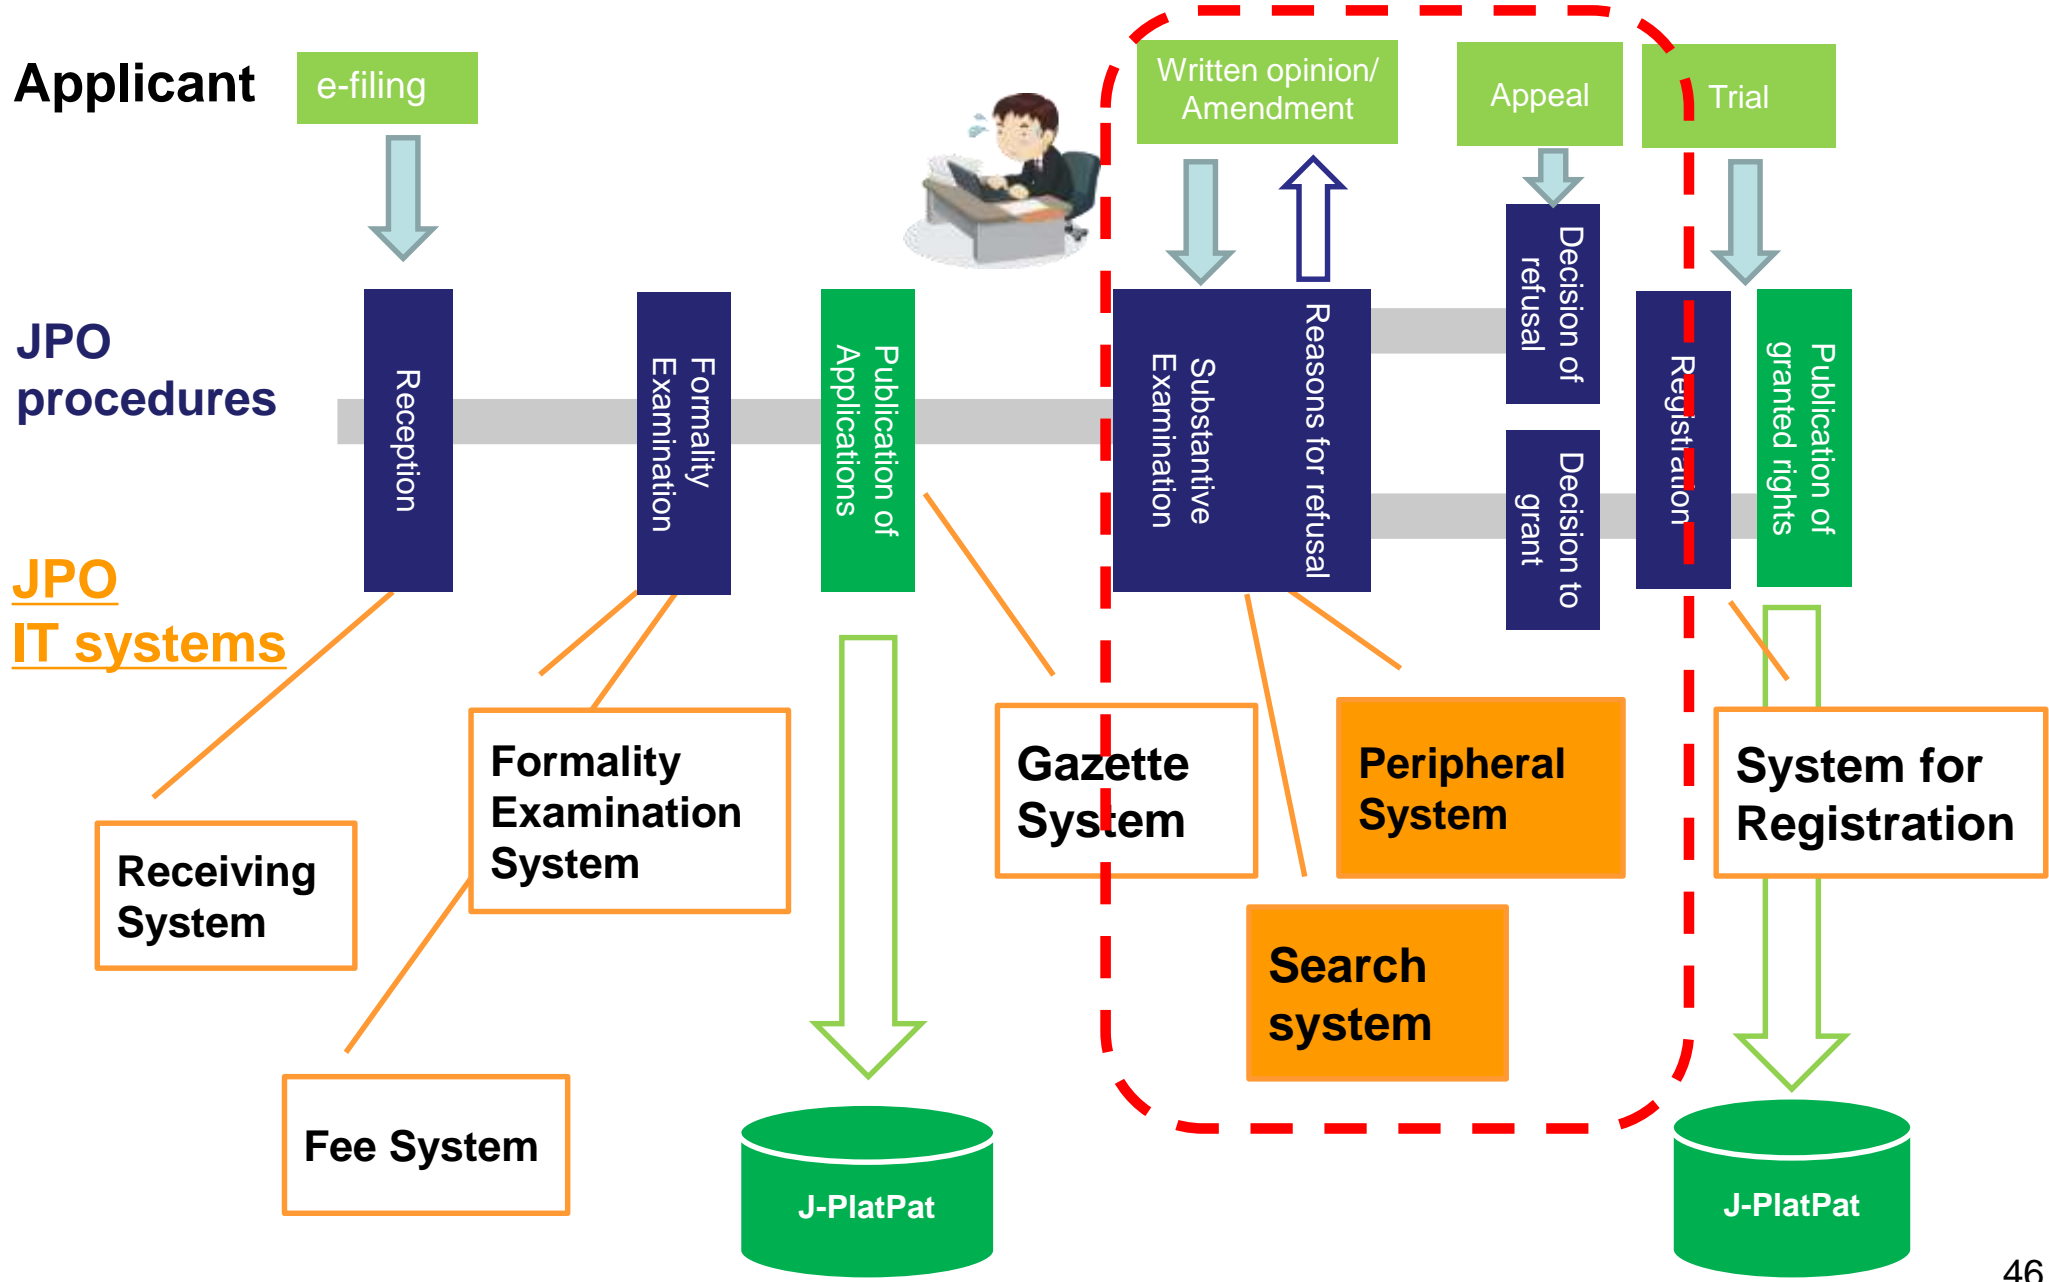 Applicant
e-filing
Written opinion/
Amendment
Appeal
Trial
JPO
procedures
Reception
Formality
Examination
Publication of
Applications
Substantive
Examination
Reasons for refusal
Decision of
refusal
Decision to
grant
Registration
Publication of
granted rights
JPO
IT systems
Receiving
System
Formality
Examination
System
Fee System
Gazette
System
Peripheral
System
Search
system
System for
Registration
J-PlatPat
J-PlatPat
46